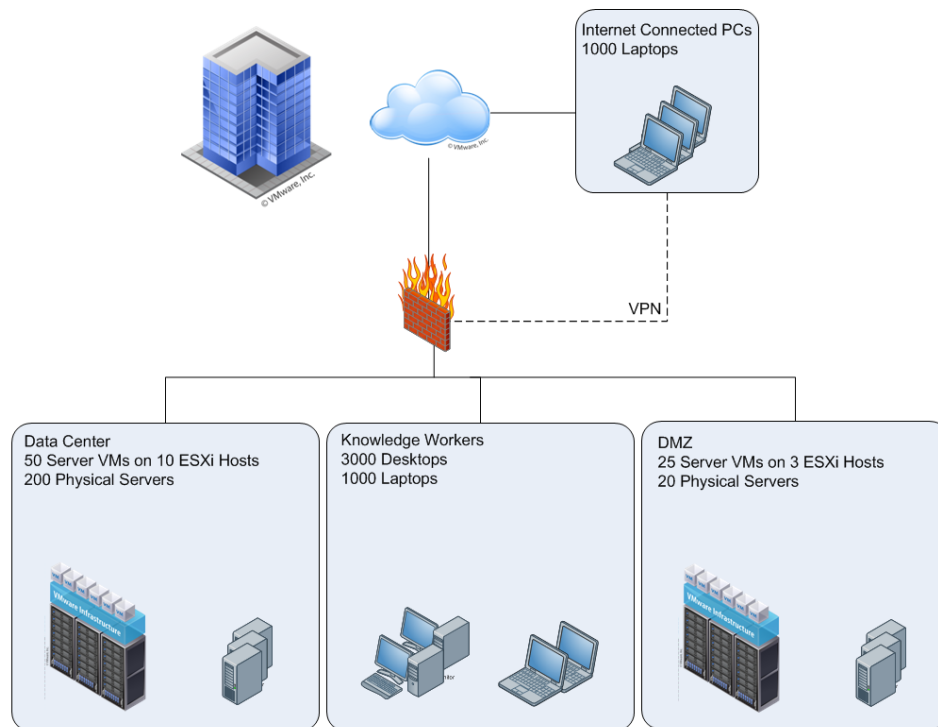 Internet Connected PCs
1000 Laptops
© VMware, Inc.
© VMware, Inc.
VPN
Data Center
50 Server VMs on 10 ESXi Hosts
200 Physical Servers
Knowledge Workers
3000 Desktops
1000 Laptops
DMZ
25 Server VMs on 3 ESXi Hosts
20 Physical Servers
VMware Infrastructure
VMware Infrastructure